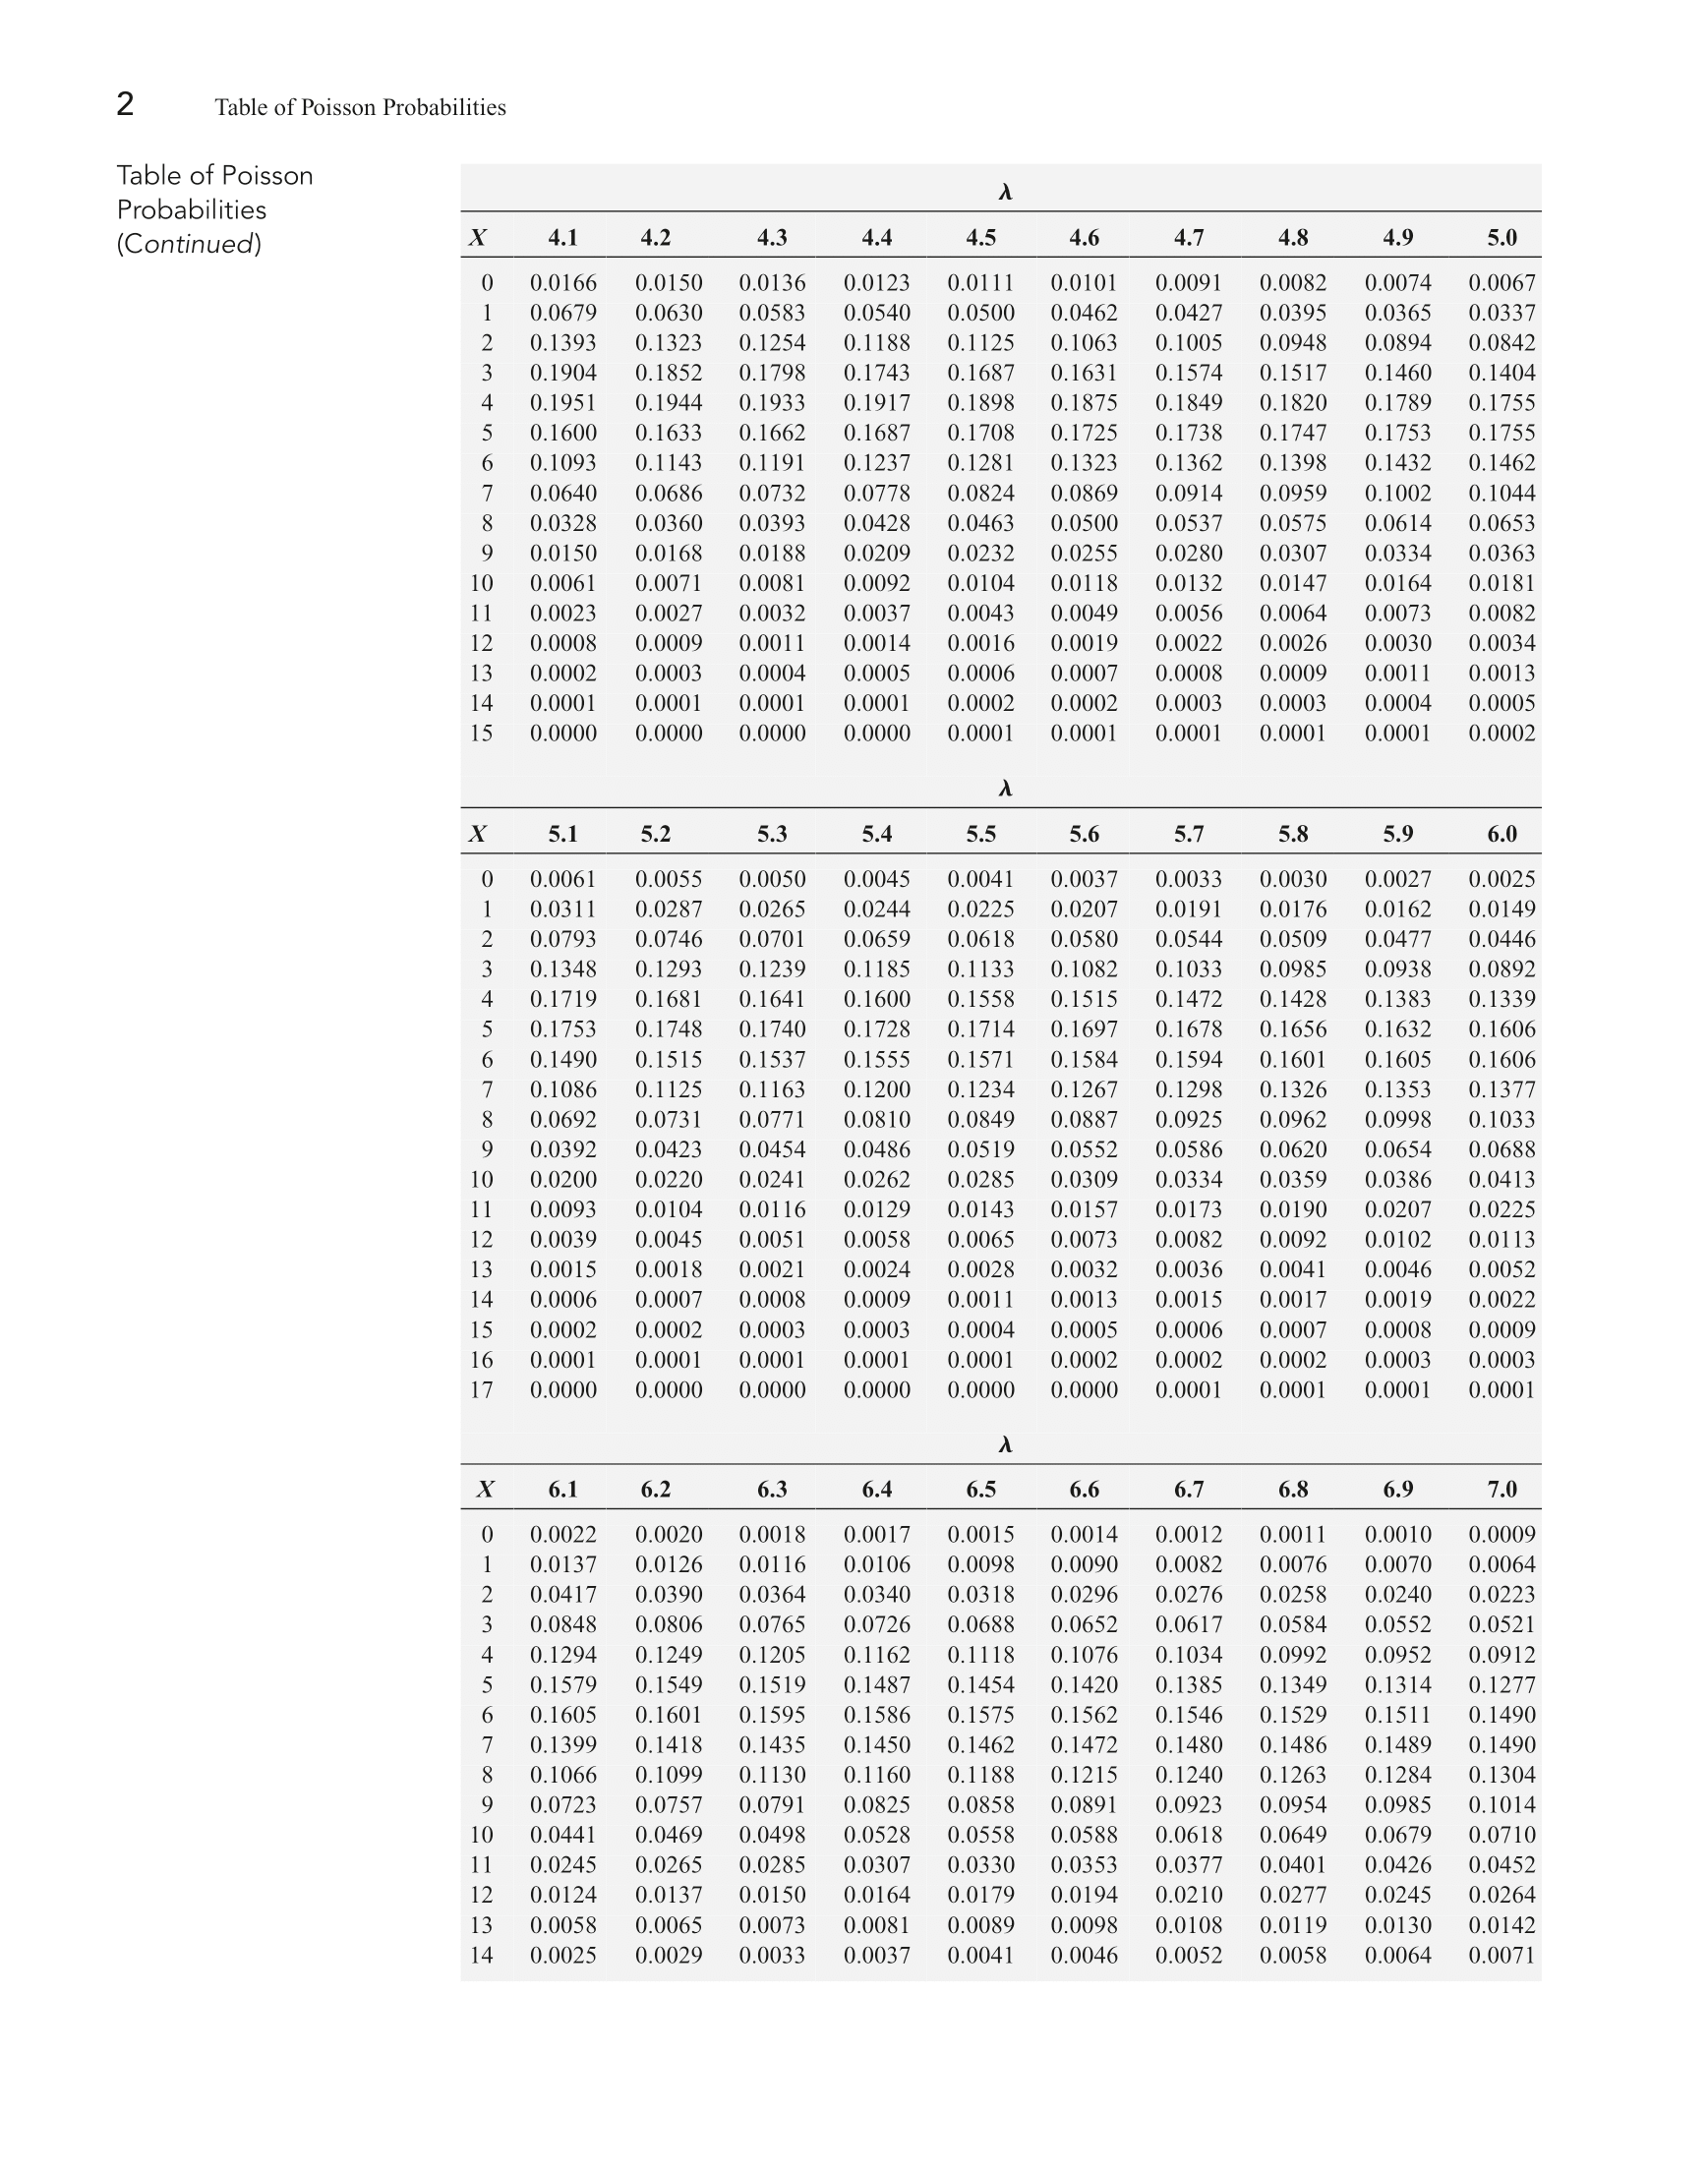 2 Table of Poisson Probabilities
Table of Poisson
Probabilities
(Continued)
λ
X 4.1 4.2 4.3 4.4 4.5 4.6 4.7 4.8 4.9 5.0
0 0.0166 0.0150 0.0136 0.0123 0.0111 0.0101 0.0091 0.0082 0.0074 0.0067
1 0.0679 0.0630 0.0583 0.0540 0.0500 0.0462 0.0427 0.0395 0.0365 0.0337
2 0.1393 0.1323 0.1254 0.1188 0.1125 0.1063 0.1005 0.0948 0.0894 0.0842
3 0.1904 0.1852 0.1798 0.1743 0.1687 0.1631 0.1574 0.1517 0.1460 0.1404
4 0.1951 0.1944 0.1933 0.1917 0.1898 0.1875 0.1849 0.1820 0.1789 0.1755
5 0.1600 0.1633 0.1662 0.1687 0.1708 0.1725 0.1738 0.1747 0.1753 0.1755
6 0.1093 0.1143 0.1191 0.1237 0.1281 0.1323 0.1362 0.1398 0.1432 0.1462
7 0.0640 0.0686 0.0732 0.0778 0.0824 0.0869 0.0914 0.0959 0.1002 0.1044
8 0.0328 0.0360 0.0393 0.0428 0.0463 0.0500 0.0537 0.0575 0.0614 0.0653
9 0.0150 0.0168 0.0188 0.0209 0.0232 0.0255 0.0280 0.0307 0.0334 0.0363
10 0.0061 0.0071 0.0081 0.0092 0.0104 0.0118 0.0132 0.0147 0.0164 0.0181
11 0.0023 0.0027 0.0032 0.0037 0.0043 0.0049 0.0056 0.0064 0.0073 0.0082
12 0.0008 0.0009 0.0011 0.0014 0.0016 0.0019 0.0022 0.0026 0.0030 0.0034
13 0.0002 0.0003 0.0004 0.0005 0.0006 0.0007 0.0008 0.0009 0.0011 0.0013
14 0.0001 0.0001 0.0001 0.0001 0.0002 0.0002 0.0003 0.0003 0.0004 0.0005
15 0.0000 0.0000 0.0000 0.0000 0.0001 0.0001 0.0001 0.0001 0.0001 0.0002
λ
X 5.1 5.2 5.3 5.4 5.5 5.6 5.7 5.8 5.9 6.0
0 0.0061 0.0055 0.0050 0.0045 0.0041 0.0037 0.0033 0.0030 0.0027 0.0025
1 0.0311 0.0287 0.0265 0.0244 0.0225 0.0207 0.0191 0.0176 0.0162 0.0149
2 0.0793 0.0746 0.0701 0.0659 0.0618 0.0580 0.0544 0.0509 0.0477 0.0446
3 0.1348 0.1293 0.1239 0.1185 0.1133 0.1082 0.1033 0.0985 0.0938 0.0892
4 0.1719 0.1681 0.1641 0.1600 0.1558 0.1515 0.1472 0.1428 0.1383 0.1339
5 0.1753 0.1748 0.1740 0.1728 0.1714 0.1697 0.1678 0.1656 0.1632 0.1606
6 0.1490 0.1515 0.1537 0.1555 0.1571 0.1584 0.1594 0.1601 0.1605 0.1606
7 0.1086 0.1125 0.1163 0.1200 0.1234 0.1267 0.1298 0.1326 0.1353 0.1377
8 0.0692 0.0731 0.0771 0.0810 0.0849 0.0887 0.0925 0.0962 0.0998 0.1033
9 0.0392 0.0423 0.0454 0.0486 0.0519 0.0552 0.0586 0.0620 0.0654 0.0688
10 0.0200 0.0220 0.0241 0.0262 0.0285 0.0309 0.0334 0.0359 0.0386 0.0413
11 0.0093 0.0104 0.0116 0.0129 0.0143 0.0157 0.0173 0.0190 0.0207 0.0225
12 0.0039 0.0045 0.0051 0.0058 0.0065 0.0073 0.0082 0.0092 0.0102 0.0113
13 0.0015 0.0018 0.0021 0.0024 0.0028 0.0032 0.0036 0.0041 0.0046 0.0052
14 0.0006 0.0007 0.0008 0.0009 0.0011 0.0013 0.0015 0.0017 0.0019 0.0022
15 0.0002 0.0002 0.0003 0.0003 0.0004 0.0005 0.0006 0.0007 0.0008 0.0009
16 0.0001 0.0001 0.0001 0.0001 0.0001 0.0002 0.0002 0.0002 0.0003 0.0003
17 0.0000 0.0000 0.0000 0.0000 0.0000 0.0000 0.0001 0.0001 0.0001 0.0001
λ
X 6.1 6.2 6.3 6.4 6.5 6.6 6.7 6.8 6.9 7.0
0 0.0022 0.0020 0.0018 0.0017 0.0015 0.0014 0.0012 0.0011 0.0010 0.0009
1 0.0137 0.0126 0.0116 0.0106 0.0098 0.0090 0.0082 0.0076 0.0070 0.0064
2 0.0417 0.0390 0.0364 0.0340 0.0318 0.0296 0.0276 0.0258 0.0240 0.0223
3 0.0848 0.0806 0.0765 0.0726 0.0688 0.0652 0.0617 0.0584 0.0552 0.0521
4 0.1294 0.1249 0.1205 0.1162 0.1118 0.1076 0.1034 0.0992 0.0952 0.0912
5 0.1579 0.1549 0.1519 0.1487 0.1454 0.1420 0.1385 0.1349 0.1314 0.1277
6 0.1605 0.1601 0.1595 0.1586 0.1575 0.1562 0.1546 0.1529 0.1511 0.1490
7 0.1399 0.1418 0.1435 0.1450 0.1462 0.1472 0.1480 0.1486 0.1489 0.1490
8 0.1066 0.1099 0.1130 0.1160 0.1188 0.1215 0.1240 0.1263 0.1284 0.1304
9 0.0723 0.0757 0.0791 0.0825 0.0858 0.0891 0.0923 0.0954 0.0985 0.1014
10 0.0441 0.0469 0.0498 0.0528 0.0558 0.0588 0.0618 0.0649 0.0679 0.0710
11 0.0245 0.0265 0.0285 0.0307 0.0330 0.0353 0.0377 0.0401 0.0426 0.0452
12 0.0124 0.0137 0.0150 0.0164 0.0179 0.0194 0.0210 0.0277 0.0245 0.0264
13 0.0058 0.0065 0.0073 0.0081 0.0089 0.0098 0.0108 0.0119 0.0130 0.0142
14 0.0025 0.0029 0.0033 0.0037 0.0041 0.0046 0.0052 0.0058 0.0064 0.0071